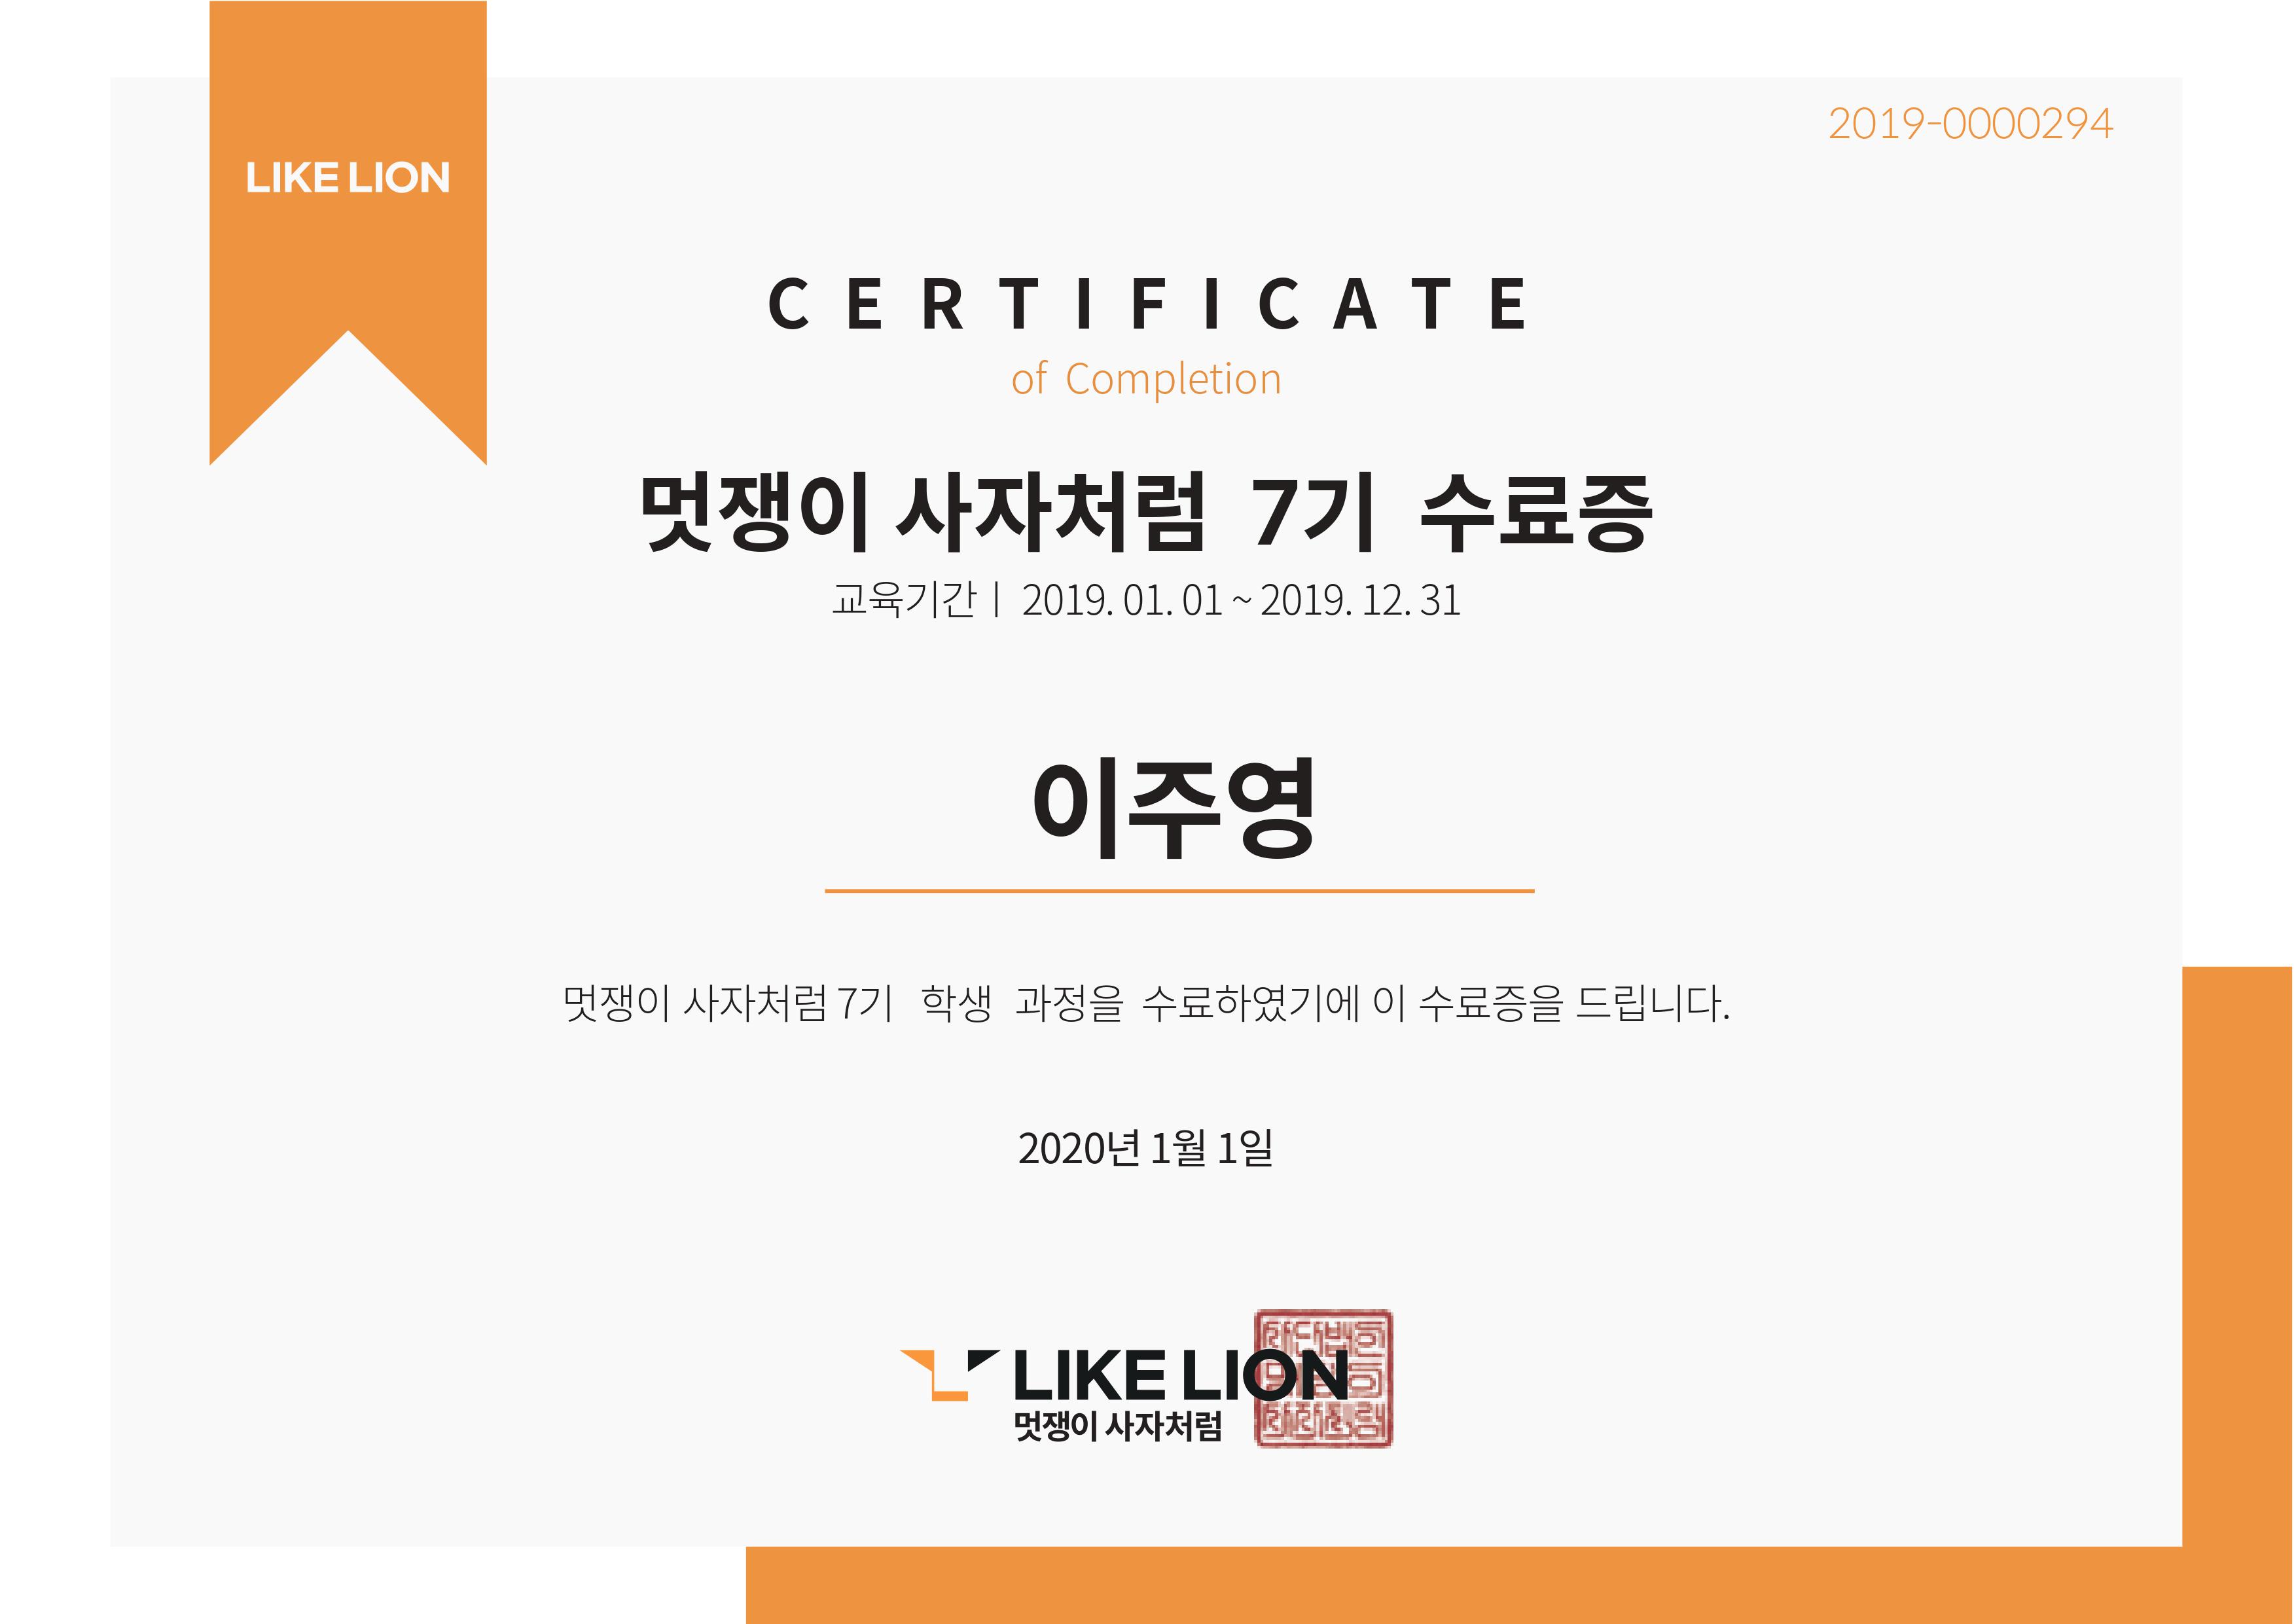 LIKE LION
2019-0000294
CERTIFICATE
of Completion
멋쟁이 사자처럼 7기 수료증
교육기간ㅣ 2019. 01. 01 ~ 2019. 12. 31
이주영
멋쟁이 사자처럼 7기 학생 과정을 수료하였기에 이 수료증을 드립니다.
2020년 1월 1일
LIKE LION
멋쟁이 사자처럼